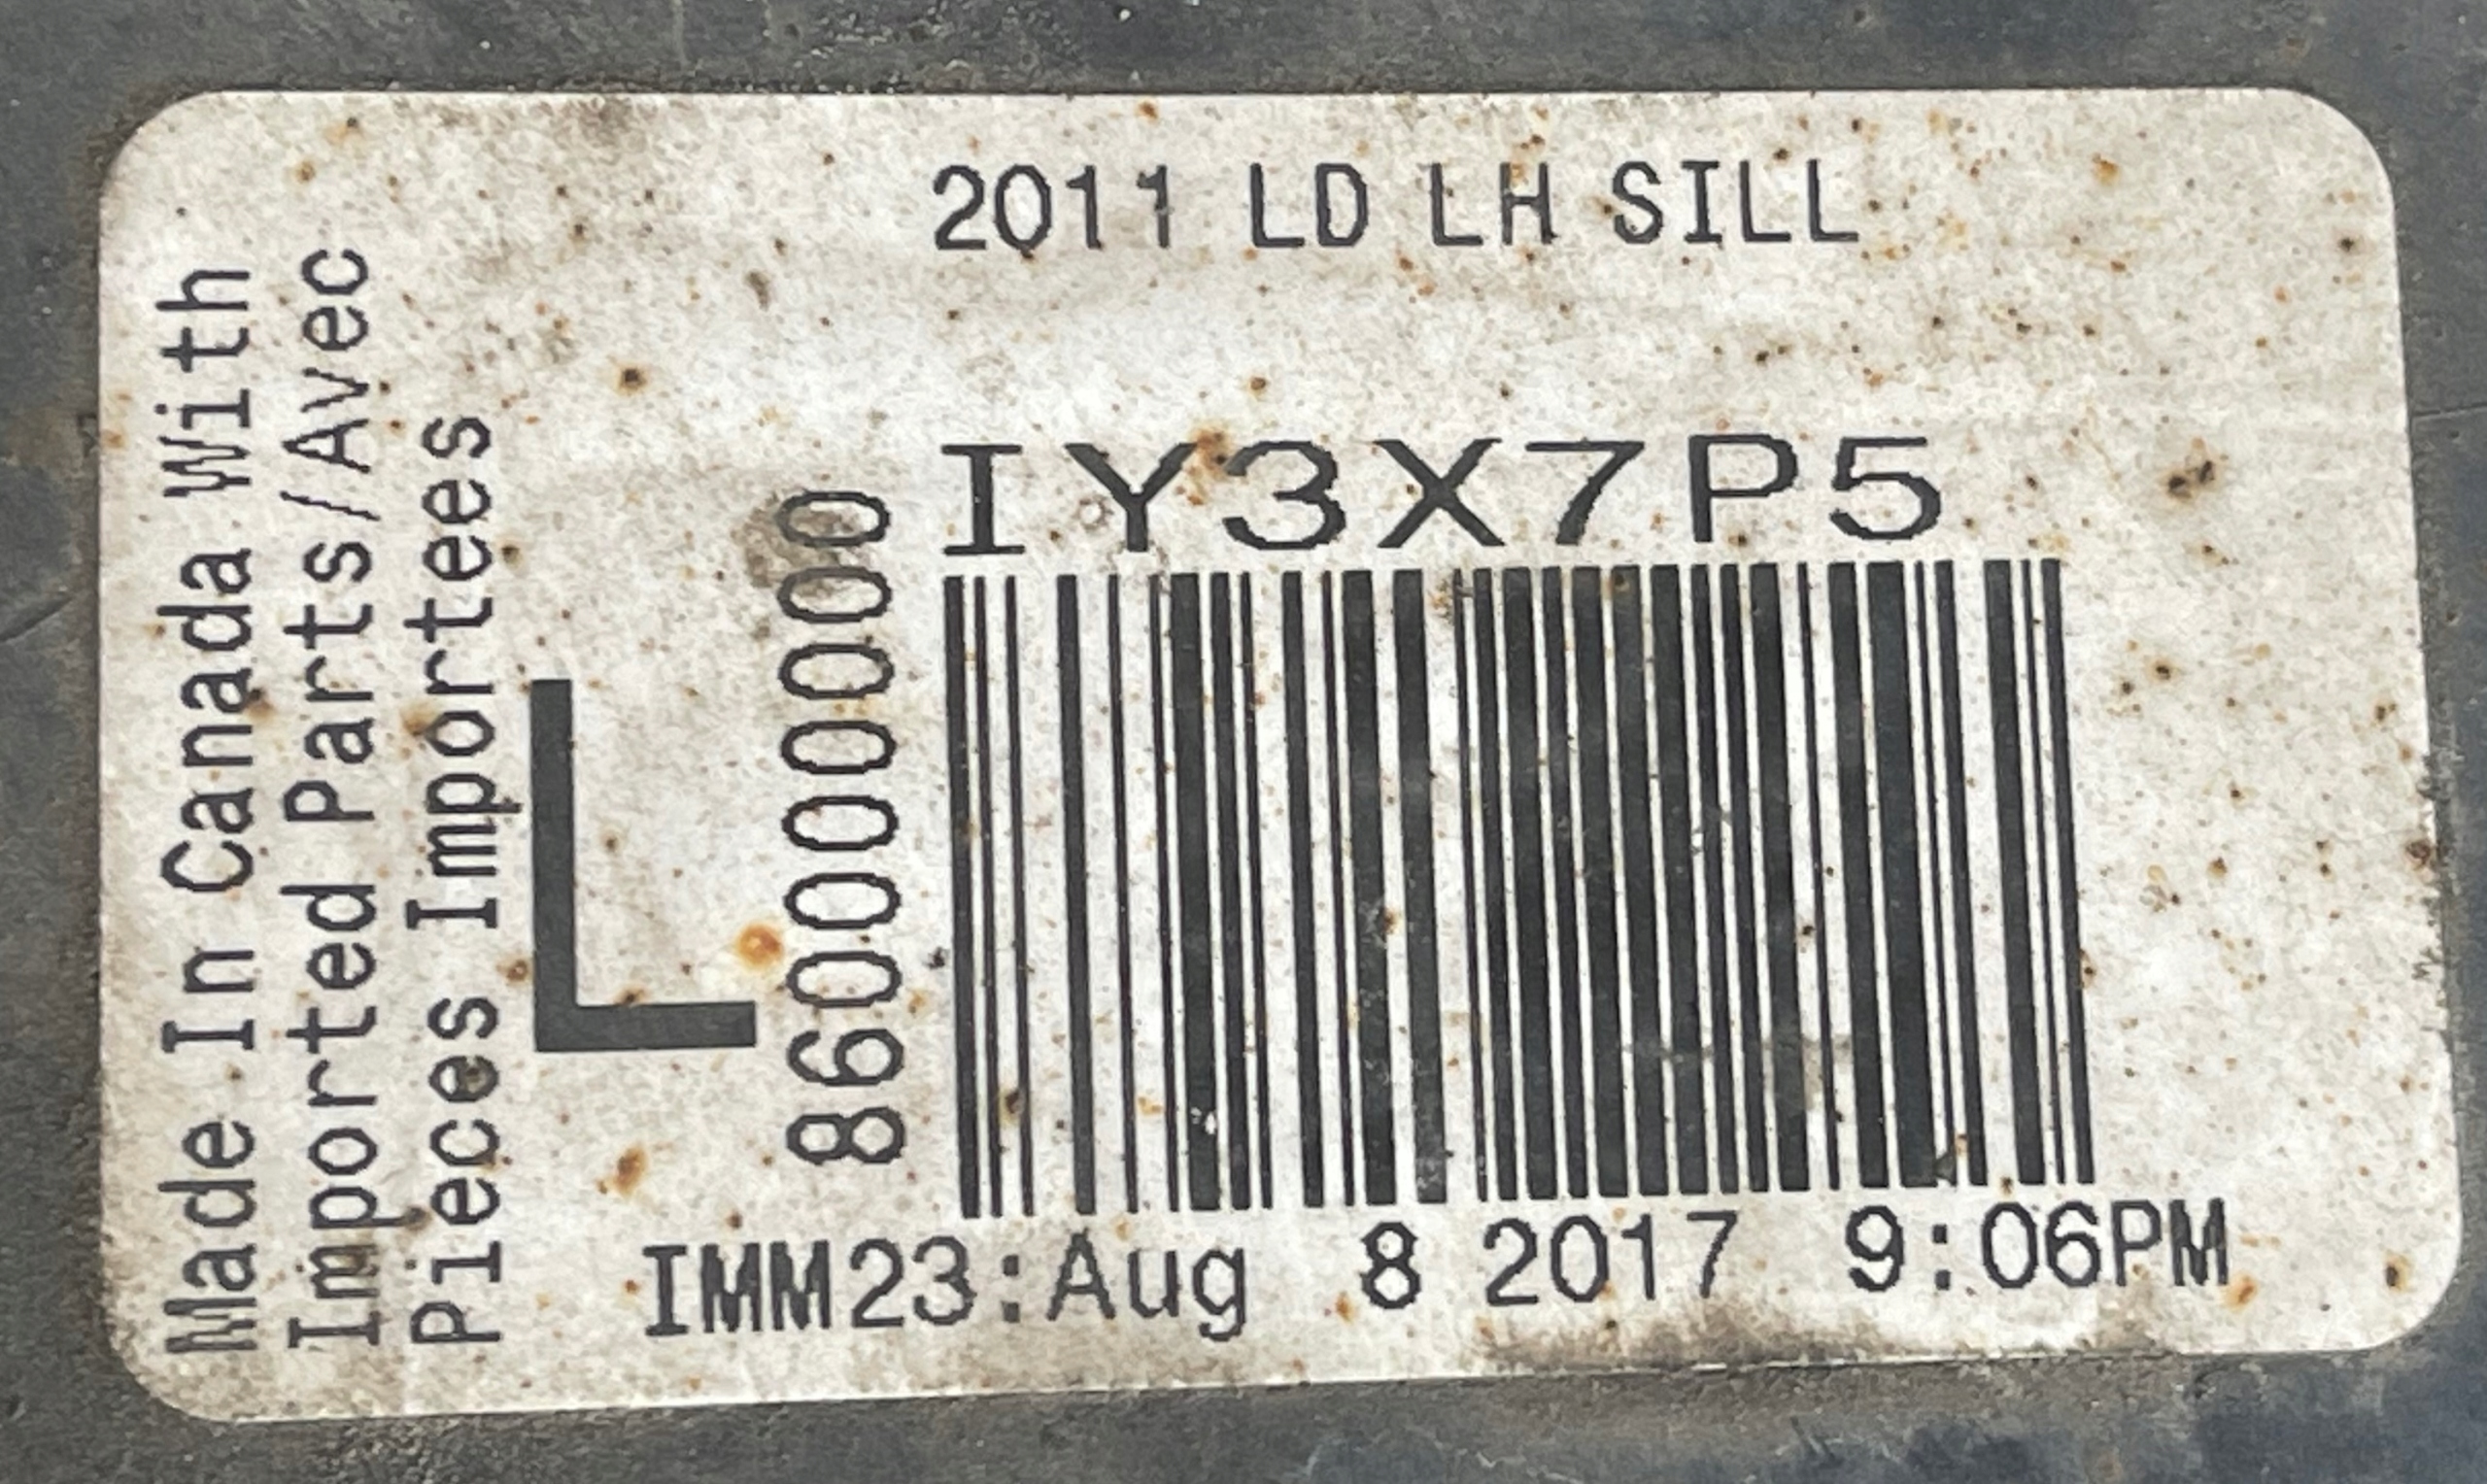 2011 LD LH SILL
IY3X7P5
Made In Canada With
Imported Parts/Avec
Pieces Importees
L
860000000
IMM23:Aug 8 2017 9:06PM